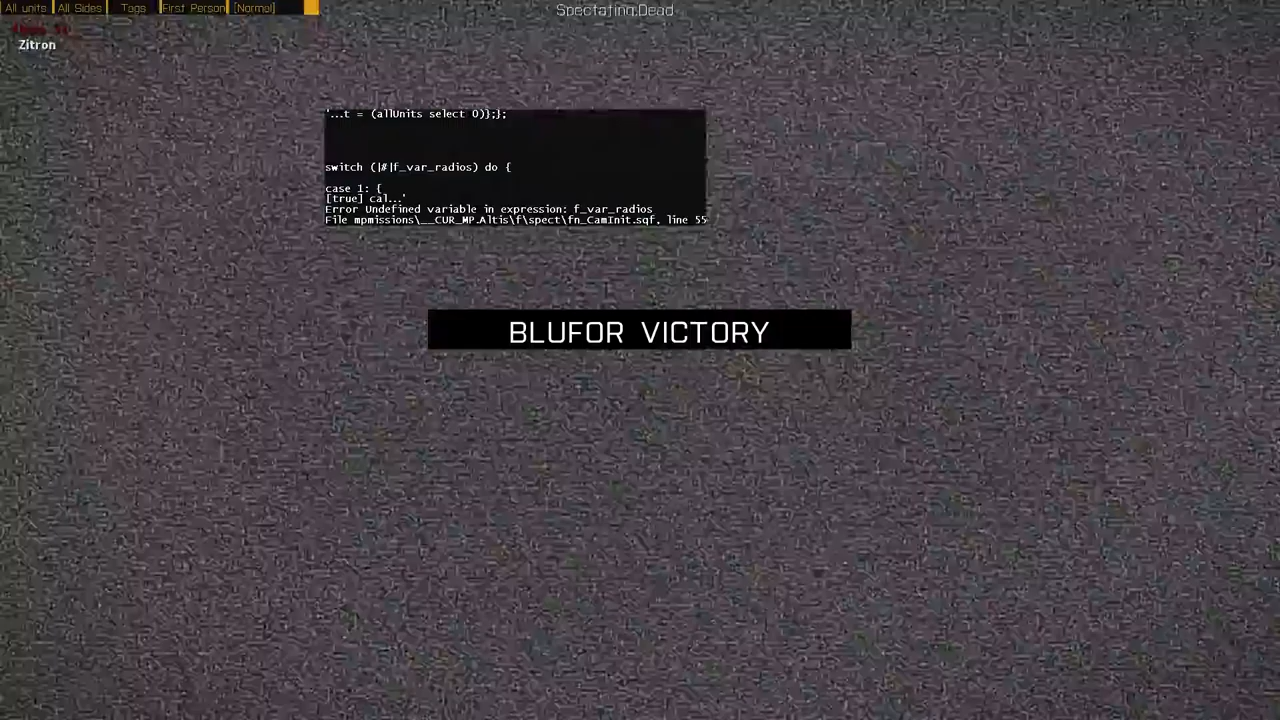 All units All Sides Tags First Person [Normal]
Spectating:Dead
Zitron
'...t = (allUnits select 0)};};
switch (|#|f_var_radios) do {
case 1: {
[true] cal...'
Error Undefined variable in expression: f_var_radios
File mpmissions\__CUR_MP.Altis\f\spect\fn_CamInit.sqf, line 55
BLUFOR VICTORY